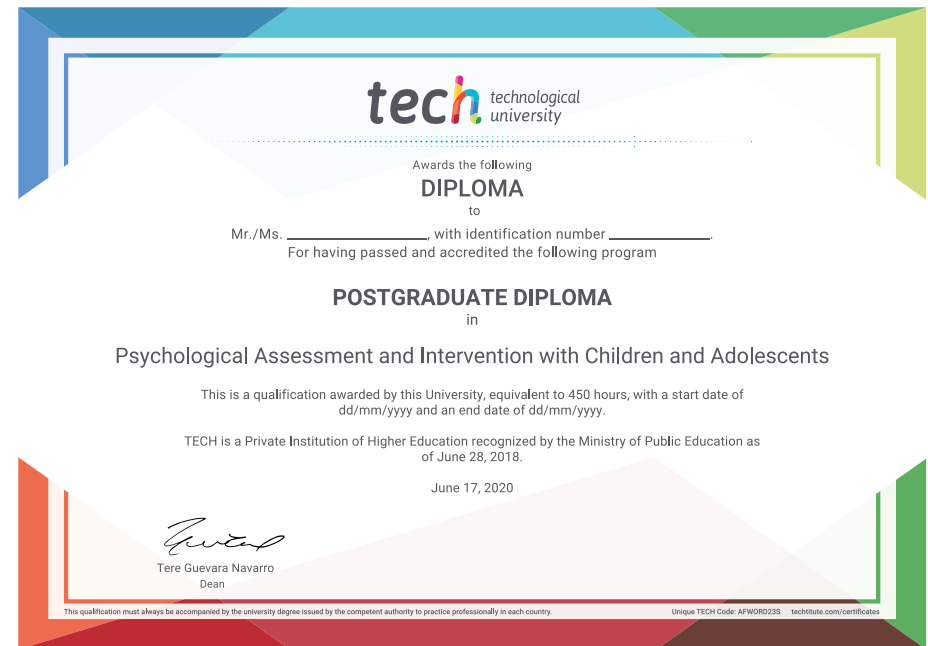 tech technological
university
Awards the following
DIPLOMA
to
Mr./Ms. ____________________, with identification number ______________.
For having passed and accredited the following program
POSTGRADUATE DIPLOMA
in
Psychological Assessment and Intervention with Children and Adolescents
This is a qualification awarded by this University, equivalent to 450 hours, with a start date of
dd/mm/yyyy and an end date of dd/mm/yyyy.
TECH is a Private Institution of Higher Education recognized by the Ministry of Public Education as
of June 28, 2018.
June 17, 2020
Tere Guevara Navarro
Dean
This qualification must always be accompanied by the university degree issued by the competent authority to practice professionally in each country. Unique TECH Code: AFWORD23S techtitute.com/certificates